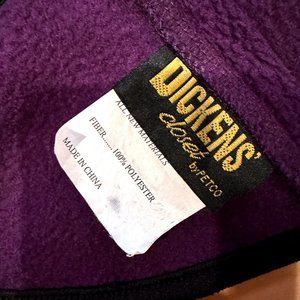 DICKENS'
closet
by PETCO
ALL NEW MATERIALS
FIBER........100% POLYESTER
MADE IN CHINA